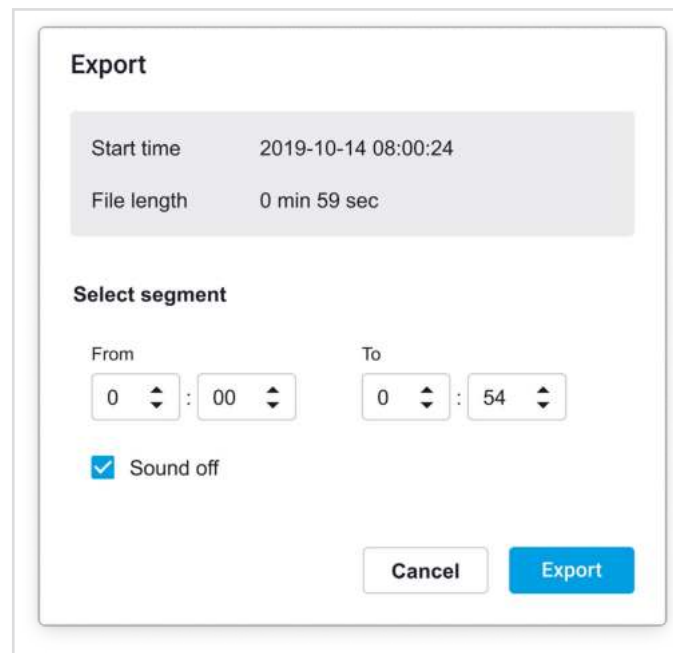 Export
Start time 2019-10-14 08:00:24
File length 0 min 59 sec
Select segment
From To
0 : 00 0 : 54
Sound off
Cancel Export